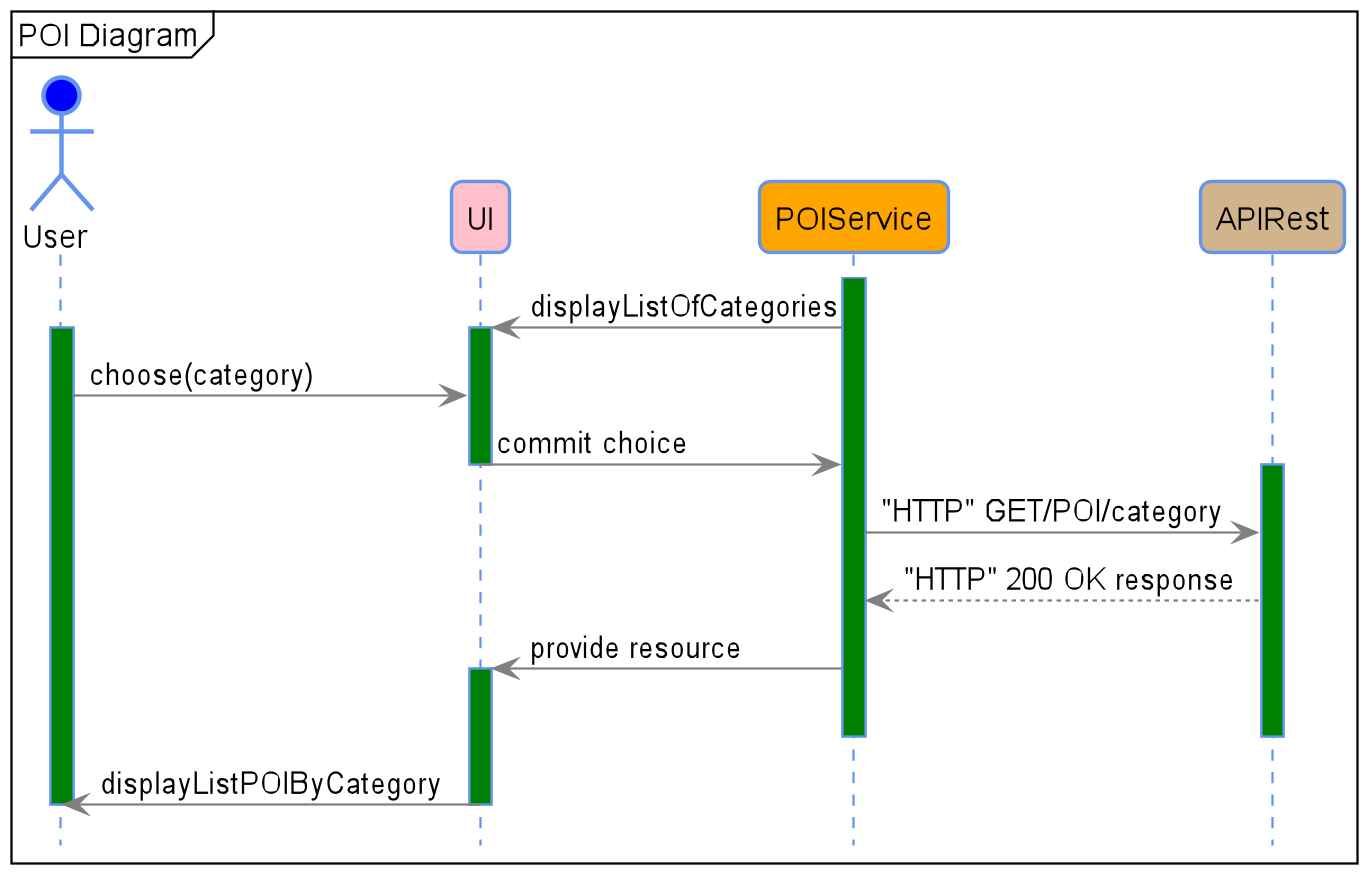 POI Diagram
User
UI
POIService
APIRest
displayListOfCategories
choose(category)
commit choice
"HTTP" GET/POI/category
"HTTP" 200 OK response
provide resource
displayListPOIByCategory